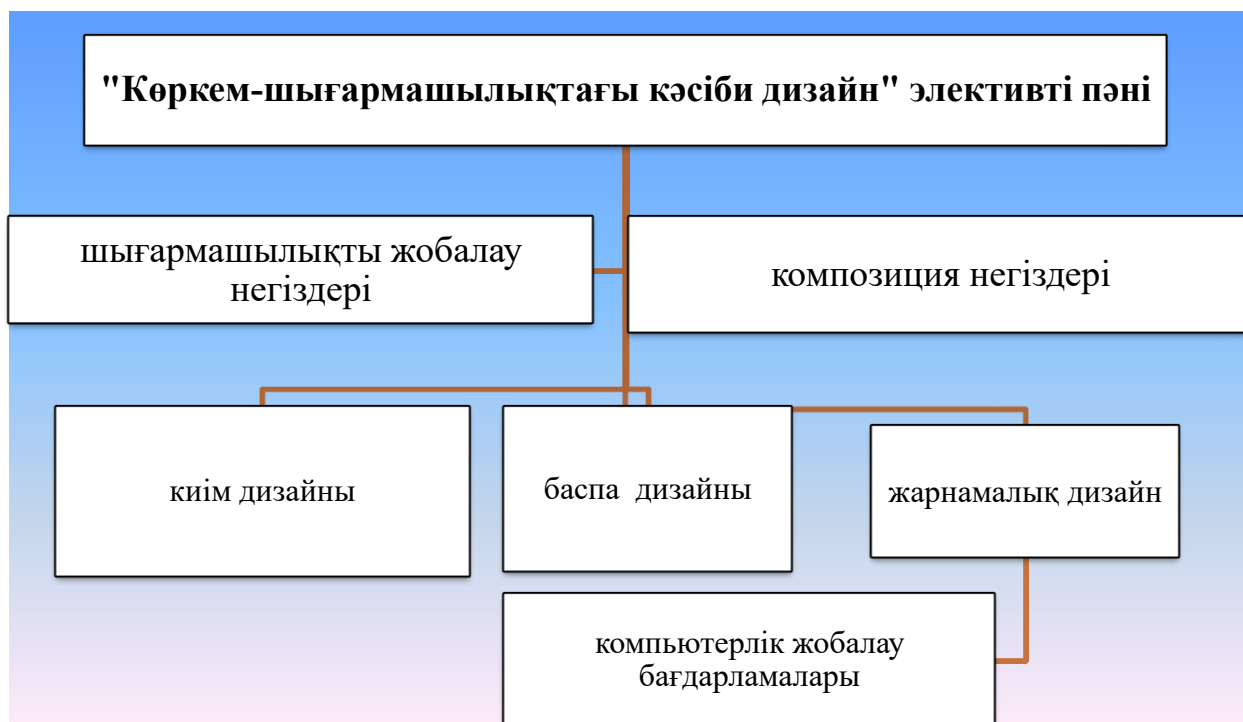 "Көркем-шығармашылықтағы кәсіби дизайн" элективті пәні
шығармашылықты жобалау
негіздері
композиция негіздері
киім дизайны
баспа  дизайны
жарнамалық дизайн
компьютерлік жобалау
бағдарламалары